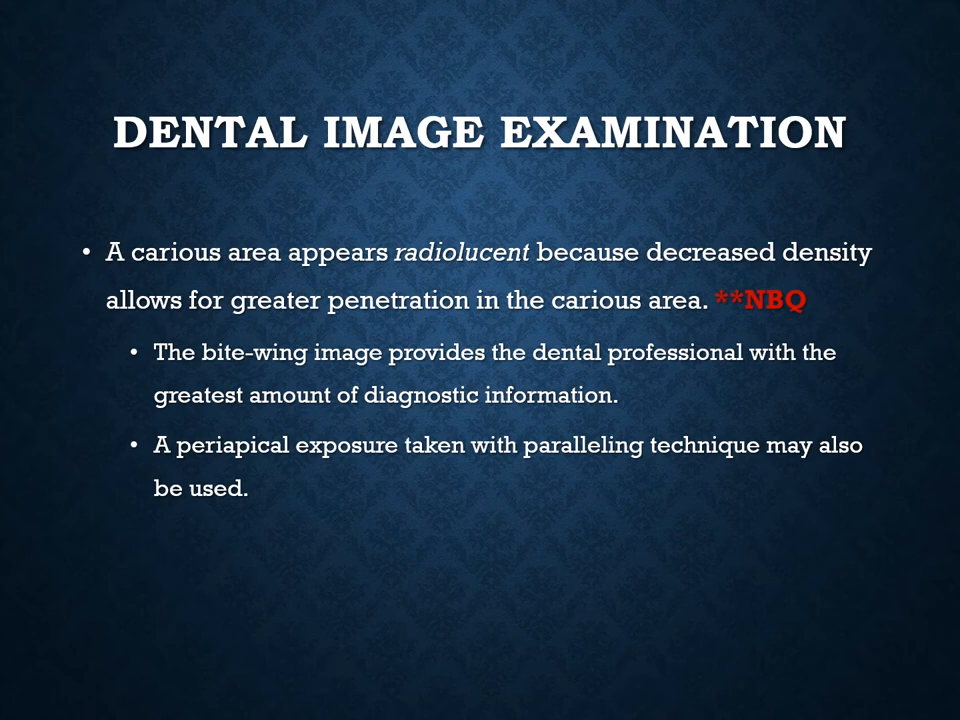 DENTAL IMAGE EXAMINATION
• A carious area appears radiolucent because decreased density
allows for greater penetration in the carious area. **NBQ
• The bite-wing image provides the dental professional with the
greatest amount of diagnostic information.
• A periapical exposure taken with paralleling technique may also
be used.